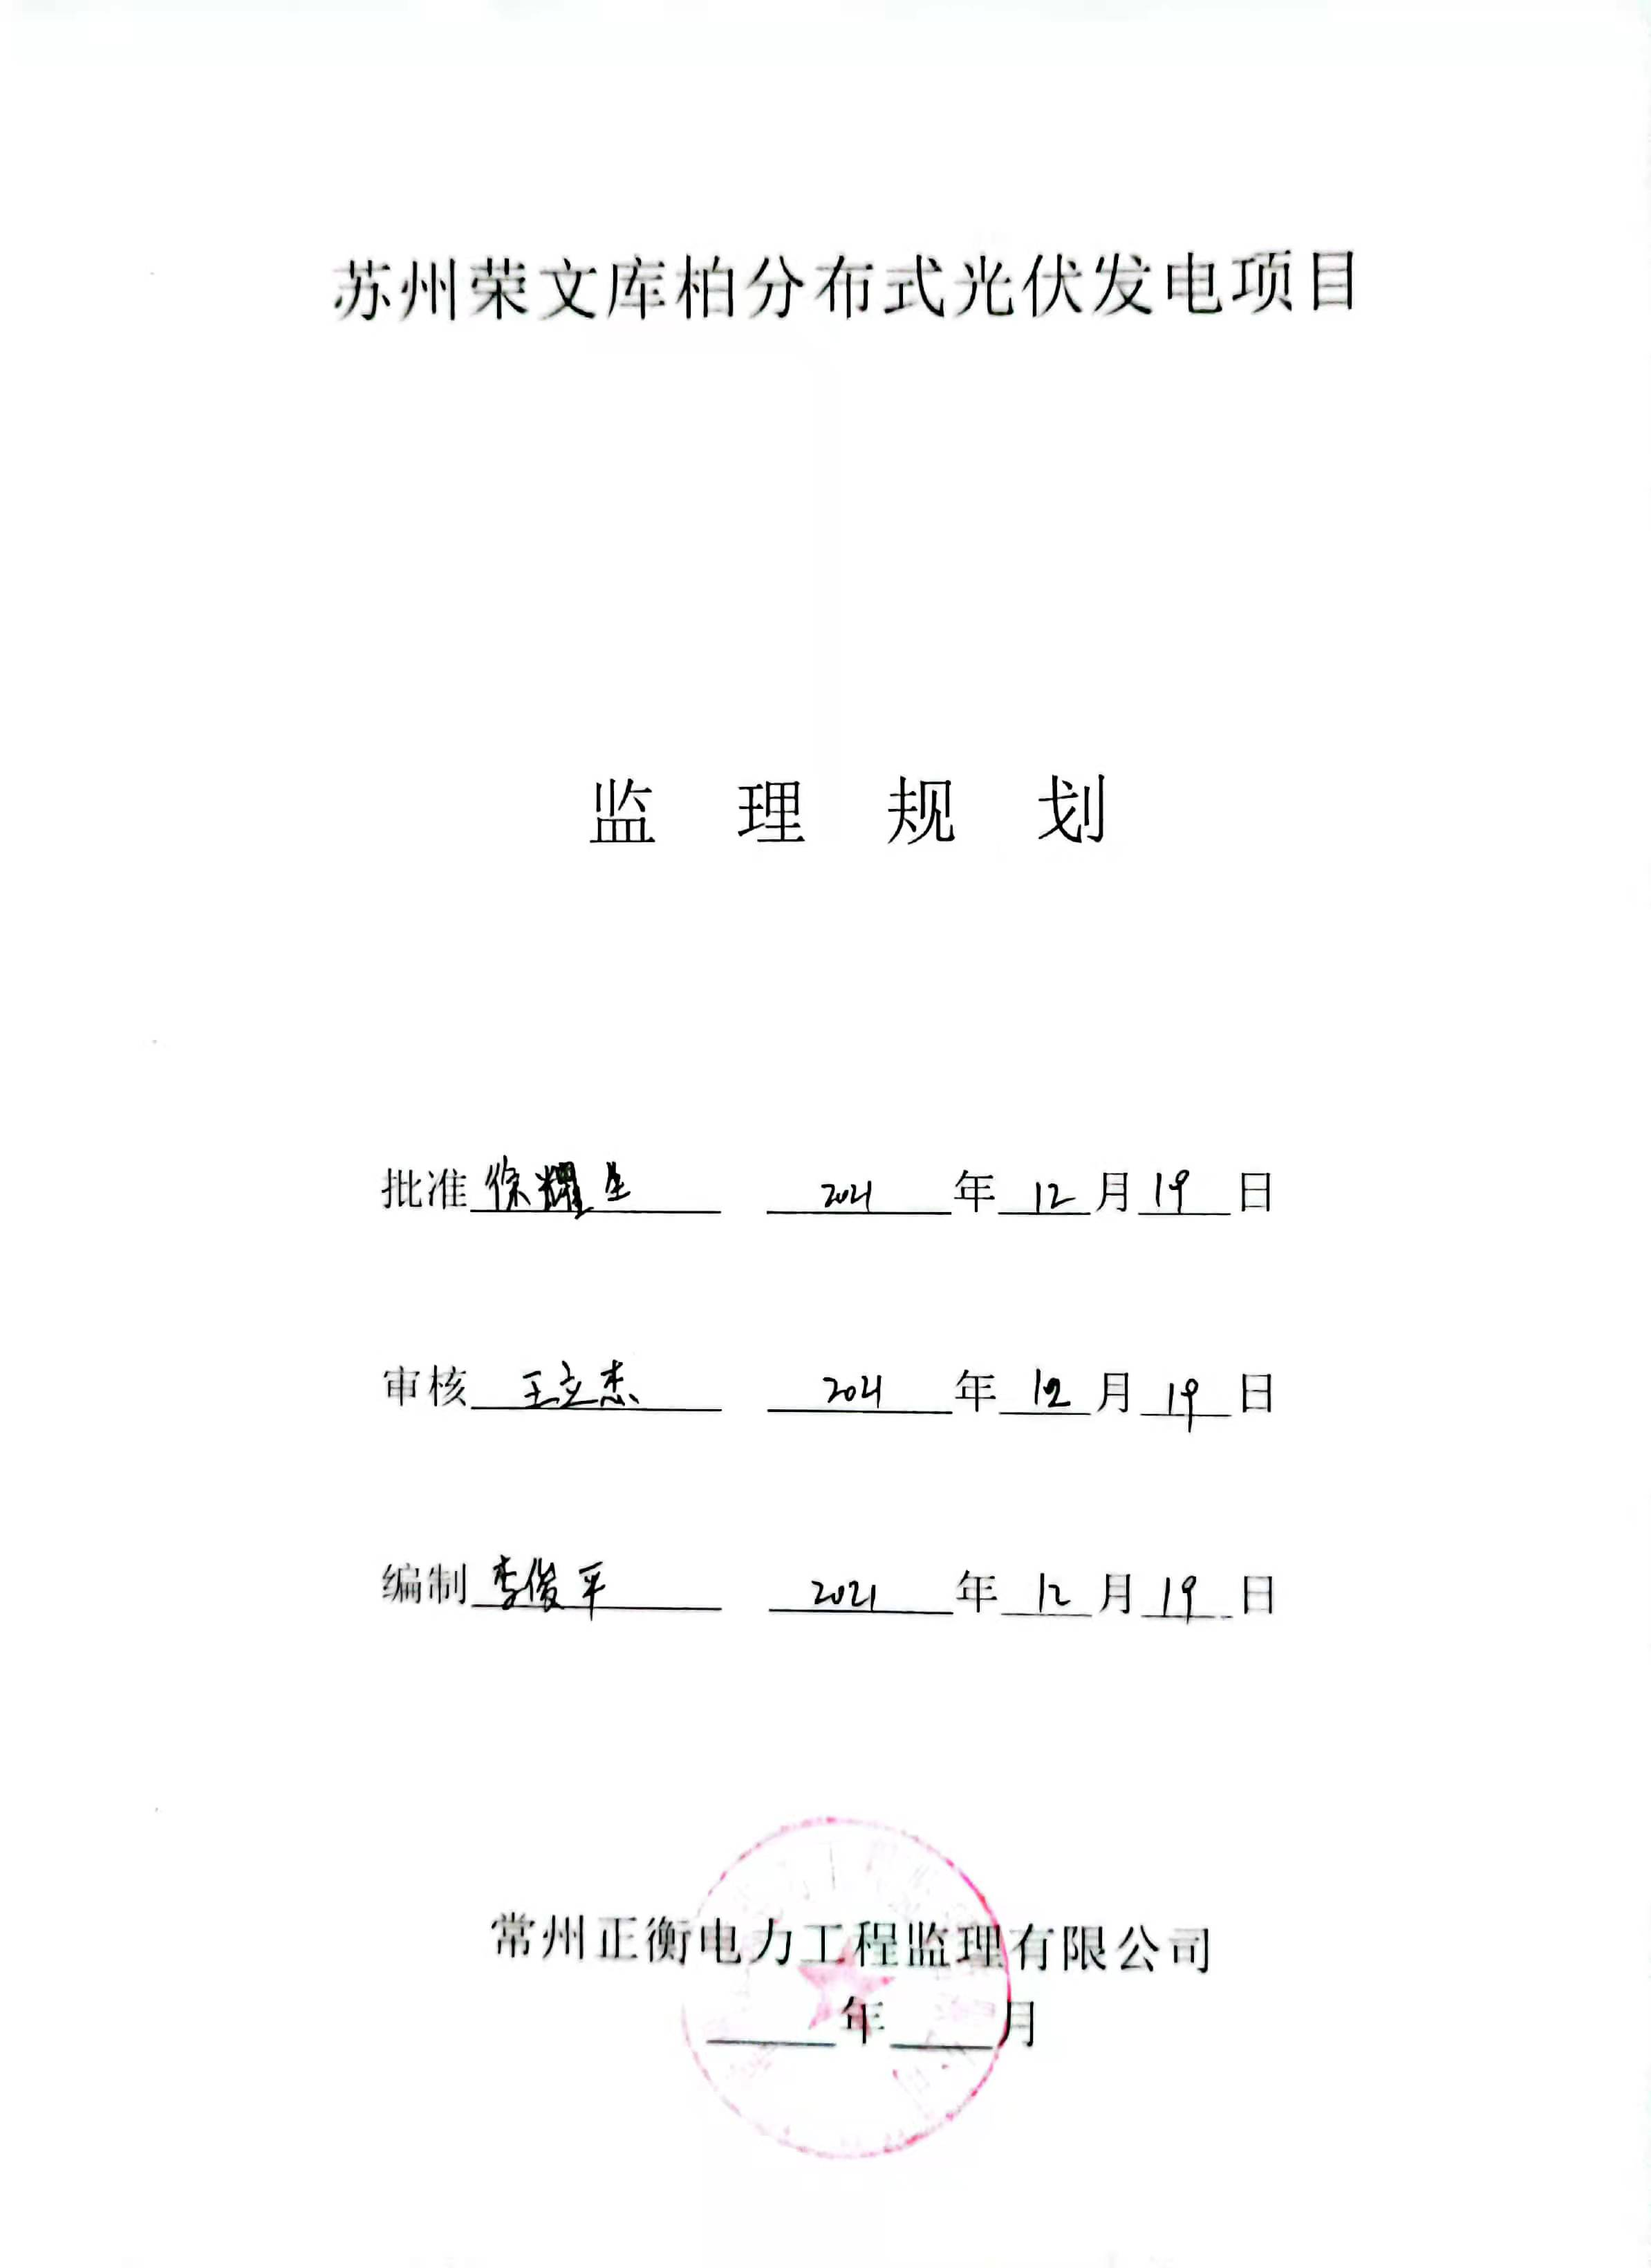 苏州荣文库柏分布式光伏发电项目
监 理 规 划
批准 徐耀生 2021 年 12 月 19 日
审核 王立杰 2021 年 12 月 19 日
编制 李俊平 2021 年 12 月 19 日
常州正衡电力工程监理有限公司
年 月